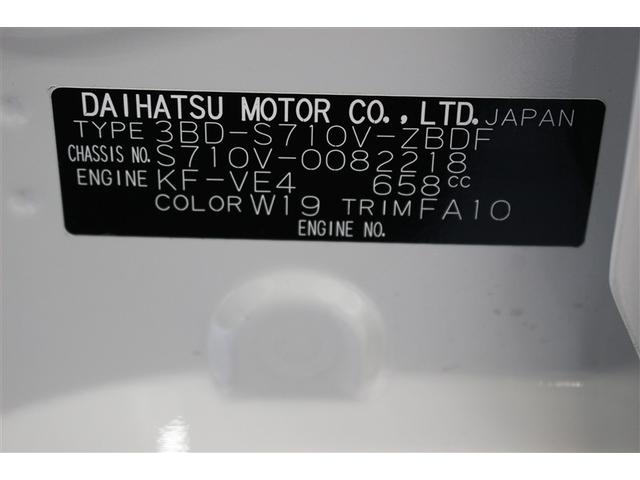 DAIHATSU MOTOR CO., LTD. JAPAN
TYPE 3BD-S710V-ZBDF
CHASSIS NO. S710V-0082218
ENGINE KF-VE4 658cc
COLOR W19 TRIM FA10
ENGINE NO.